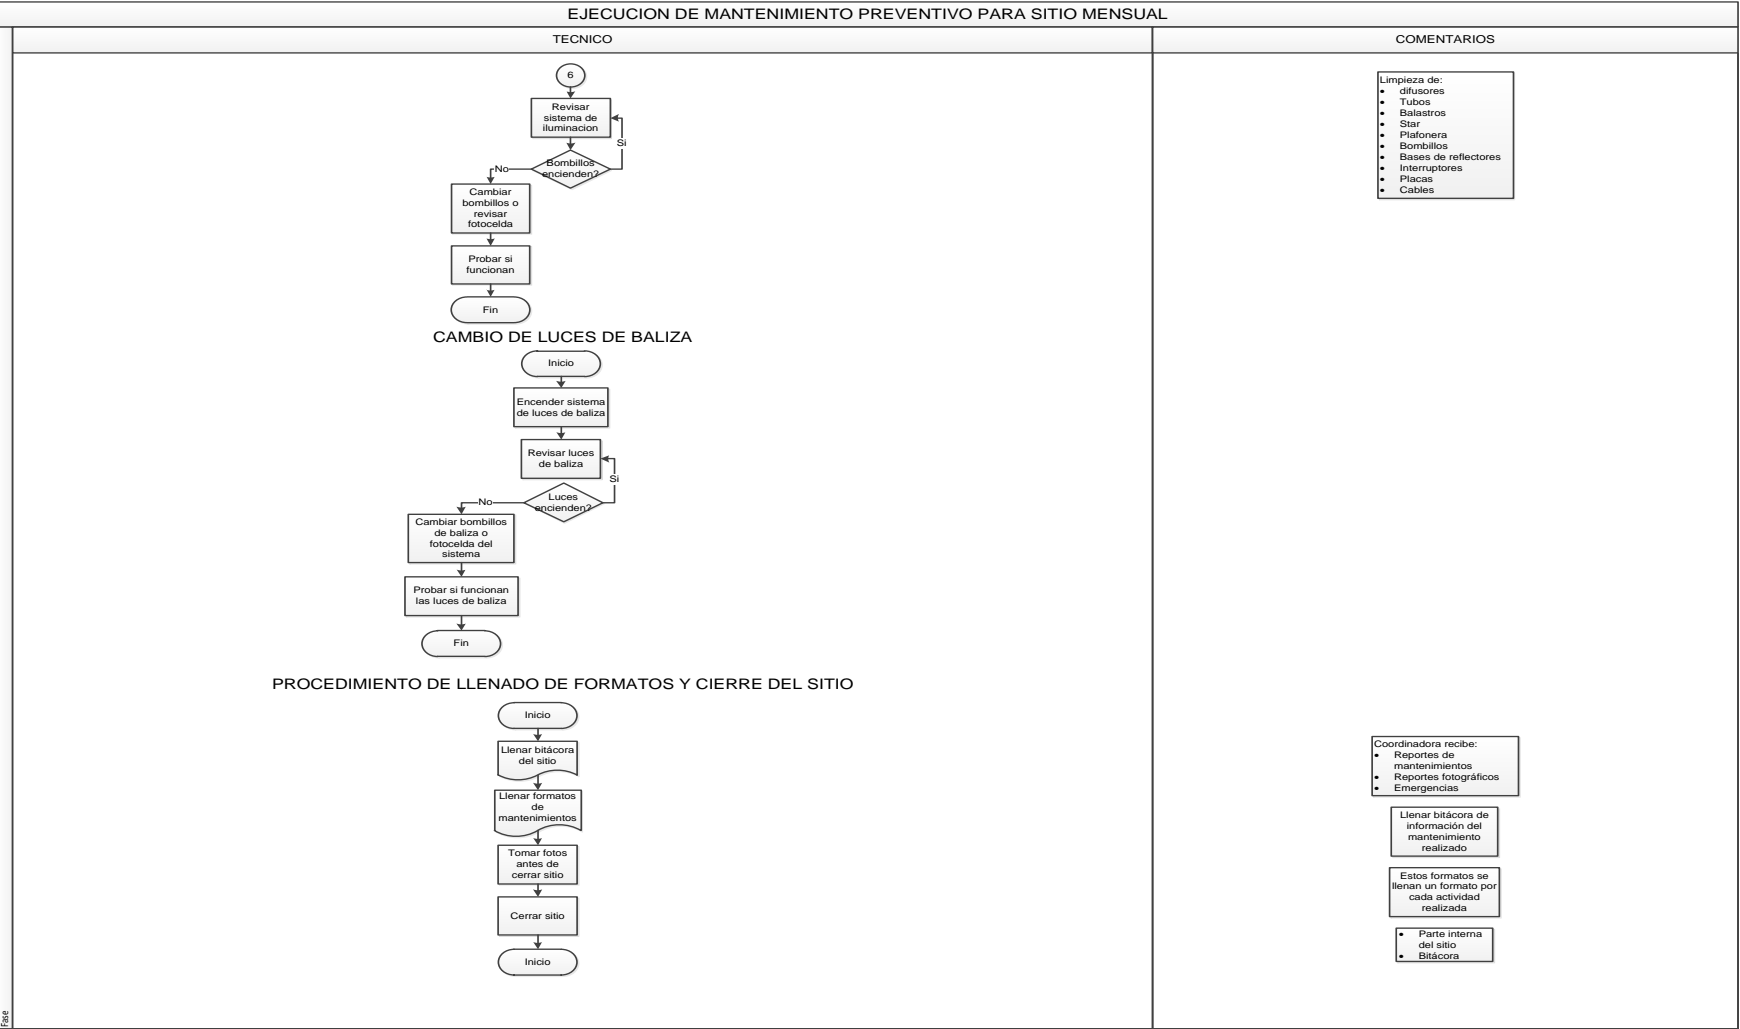 EJECUCION DE MANTENIMIENTO PREVENTIVO PARA SITIO MENSUAL
TECNICO
COMENTARIOS
6
Revisar
sistema de
iluminacion
Si
Bombillos
encienden?
No
Cambiar
bombillos o
revisar
fotocelda
Probar si
funcionan
Fin
Limpieza de:
• difusores
• Tubos
• Balastros
• Star
• Plafonera
• Bombillos
• Bases de reflectores
• Interruptores
• Placas
• Cables
CAMBIO DE LUCES DE BALIZA
Inicio
Encender sistema
de luces de baliza
Revisar luces
de baliza
Si
Luces
encienden?
No
Cambiar bombillos
de baliza o
fotocelda del
sistema
Probar si funcionan
las luces de baliza
Fin
PROCEDIMIENTO DE LLENADO DE FORMATOS Y CIERRE DEL SITIO
Inicio
Llenar bitácora
del sitio
Llenar formatos
de
mantenimientos
Tomar fotos
antes de
cerrar sitio
Cerrar sitio
Inicio
Coordinadora recibe:
• Reportes de
mantenimientos
• Reportes fotográficos
• Emergencias
Llenar bitácora de
información del
mantenimiento
realizado
Estos formatos se
llenan un formato por
cada actividad
realizada
• Parte interna
del sitio
• Bitácora
Fase